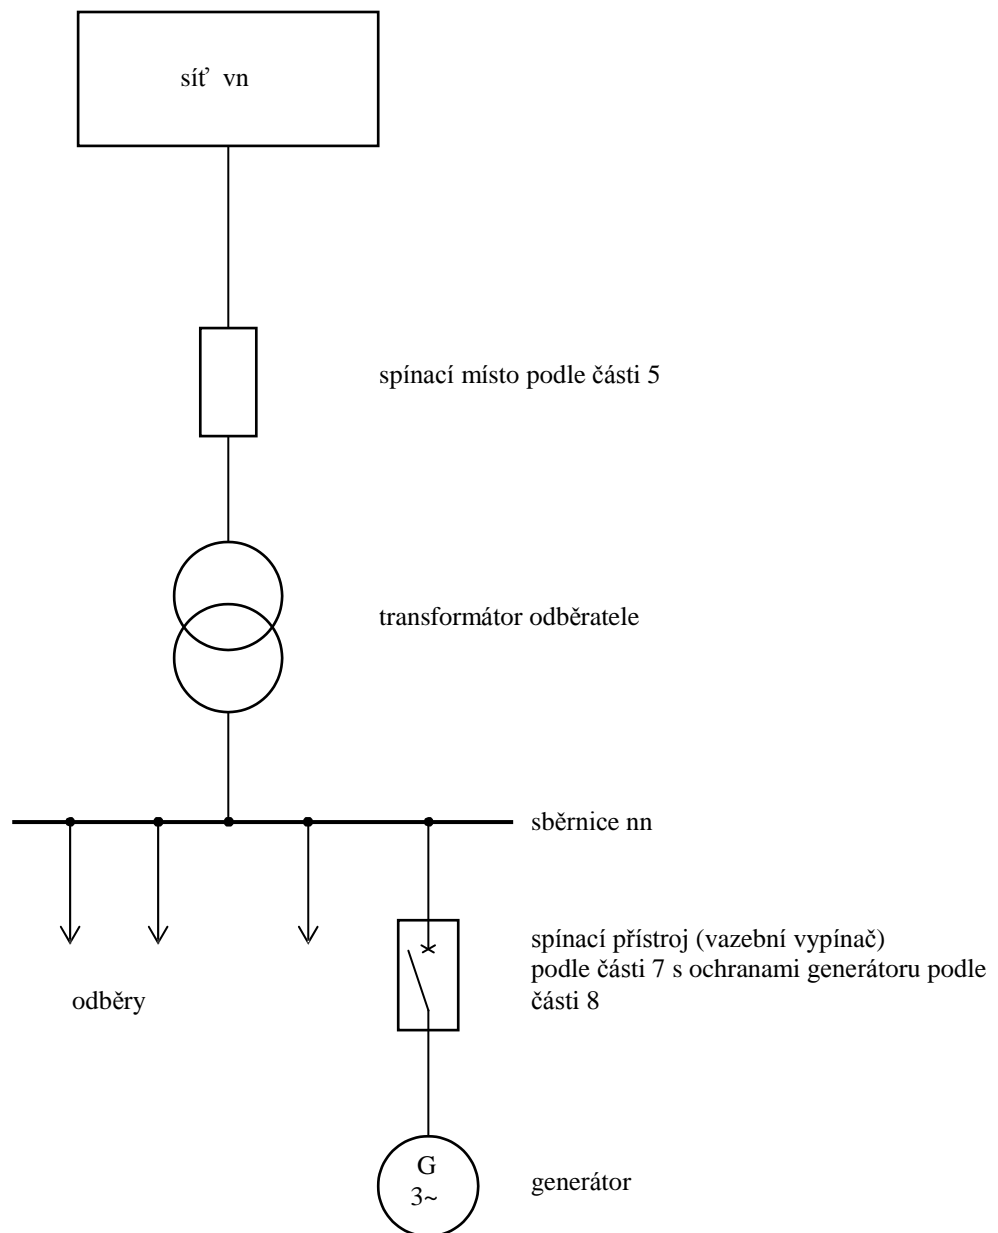 síť vn
spínací místo podle části 5
transformátor odběratele
sběrnice nn
spínací přístroj (vazební vypínač)
podle části 7 s ochranami generátoru podle
části 8
odběry
G
3~
generátor